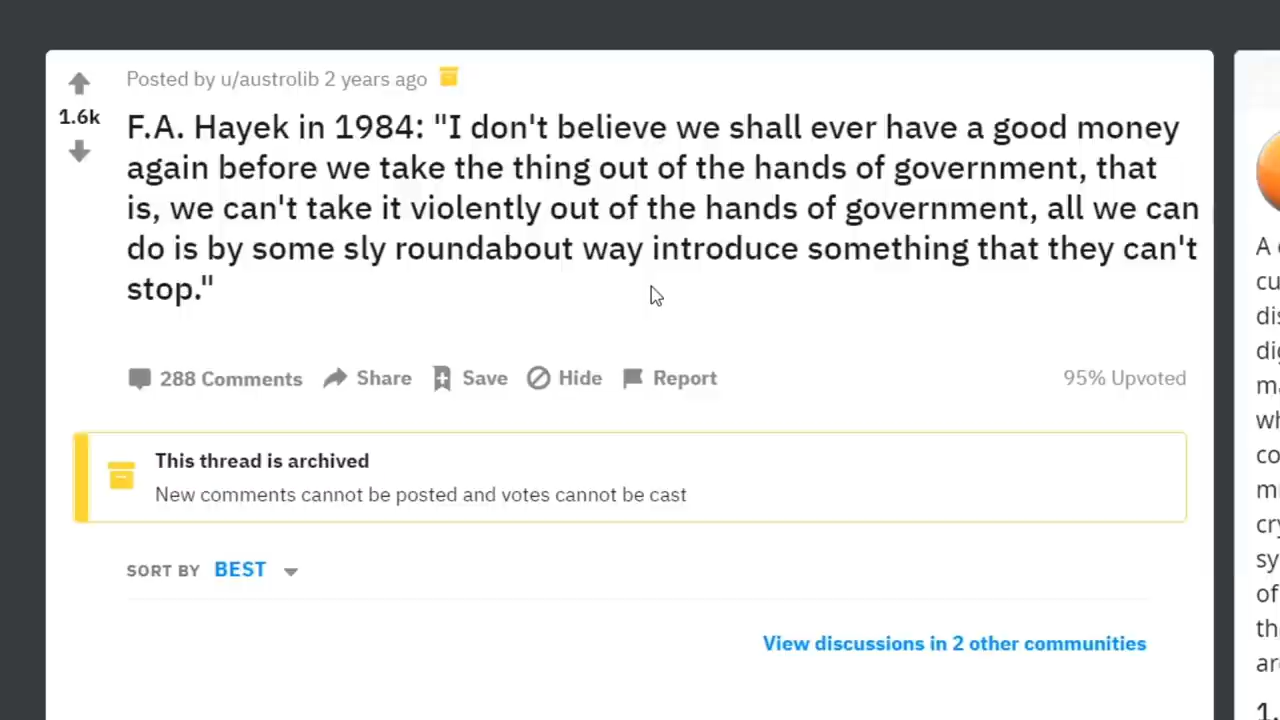 Posted by u/austrolib 2 years ago
1.6k
F.A. Hayek in 1984: "I don't believe we shall ever have a good money
again before we take the thing out of the hands of government, that
is, we can't take it violently out of the hands of government, all we can
do is by some sly roundabout way introduce something that they can't
stop."
288 Comments Share Save Hide Report 95% Upvoted
This thread is archived
New comments cannot be posted and votes cannot be cast
SORT BY BEST
View discussions in 2 other communities
A
1.